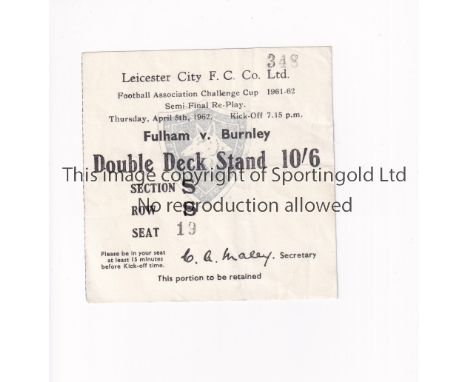 348
Leicester City F. C. Co. Ltd.
Football Association Challenge Cup 1961-62
Semi-Final Re-Play.
Thursday, April 5th, 1962. Kick-Off 7.15 p.m.
Fulham v. Burnley
Double Deck Stand 10/6
This image copyright of Sportingold Ltd
SECTION S
No reproduction allowed
ROW S
SEAT 19
Please be in your seat
at least 15 minutes
before Kick-off time.
C. A. Maley. Secretary
This portion to be retained